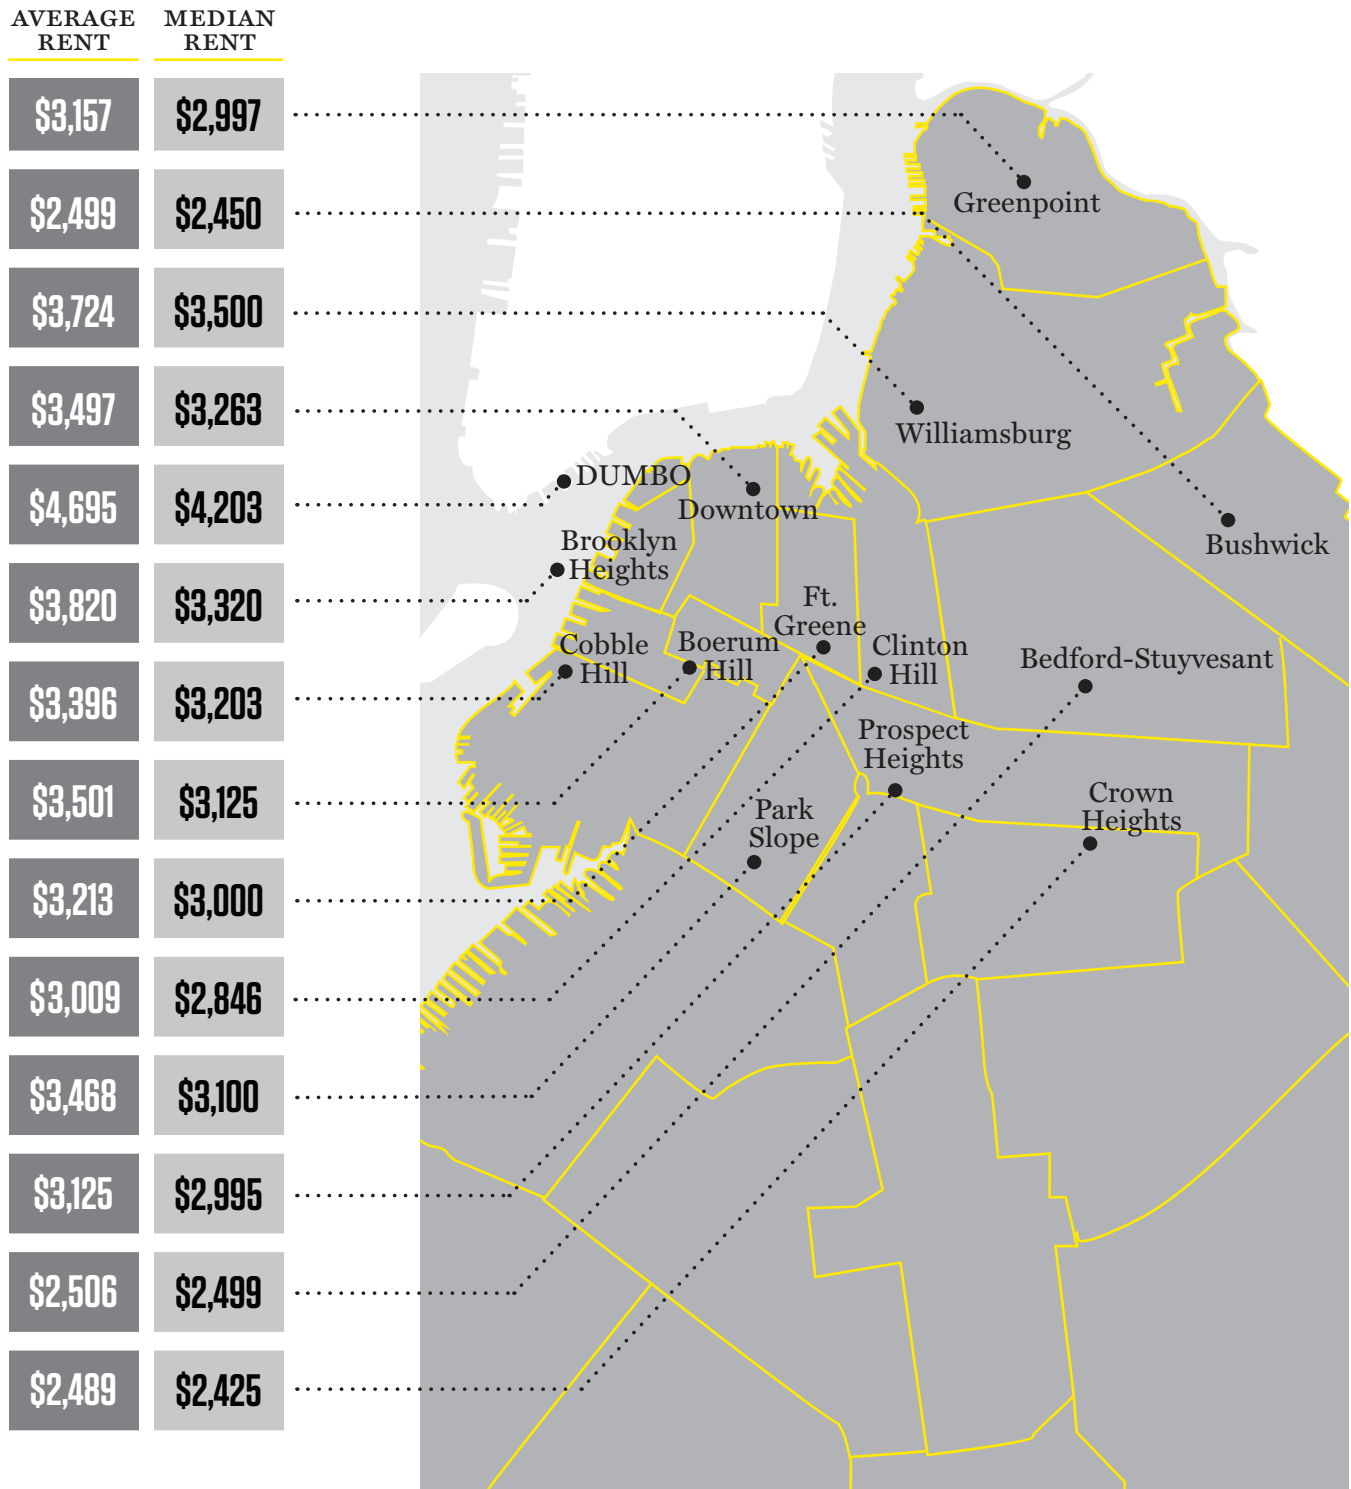 AVERAGE
RENT
MEDIAN
RENT
$3,157 $2,997
$2,499 $2,450
$3,724 $3,500
$3,497 $3,263
$4,695 $4,203
$3,820 $3,320
$3,396 $3,203
$3,501 $3,125
$3,213 $3,000
$3,009 $2,846
$3,468 $3,100
$3,125 $2,995
$2,506 $2,499
$2,489 $2,425
Greenpoint
Williamsburg
DUMBO
Downtown
Bushwick
Brooklyn
Heights
Ft.
Greene
Cobble
Hill
Boerum
Hill
Clinton
Hill
Bedford-Stuyvesant
Prospect
Heights
Park
Slope
Crown
Heights